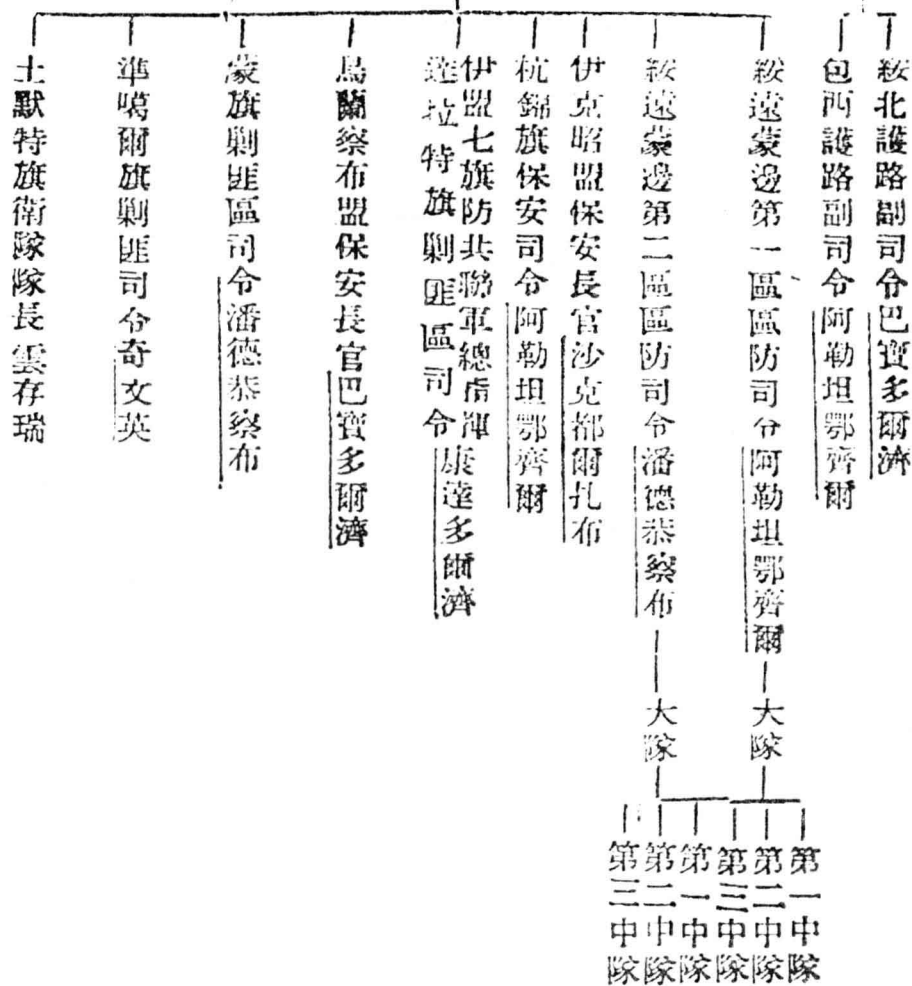 綏北護路副司令巴寶多爾濟
包西護路副司令阿勒坦鄂齊爾
綏遠蒙邊第一區區防司令阿勒坦鄂齊爾
大隊
第一中隊
第二中隊
第三中隊
綏遠蒙邊第二區區防司令潘德恭察布
大隊
第一中隊
第二中隊
第三中隊
伊克昭盟保安長官沙克都爾扎布
杭錦旗保安司令阿勒坦鄂齊爾
伊盟七旗防共聯軍總指揮
達拉特旗剿匪區司令
康達多爾濟
烏蘭察布盟保安長官巴寶多爾濟
蒙旗剿匪區司令潘德恭察布
準噶爾旗剿匪司令奇文英
土默特旗衛隊隊長雲存瑞